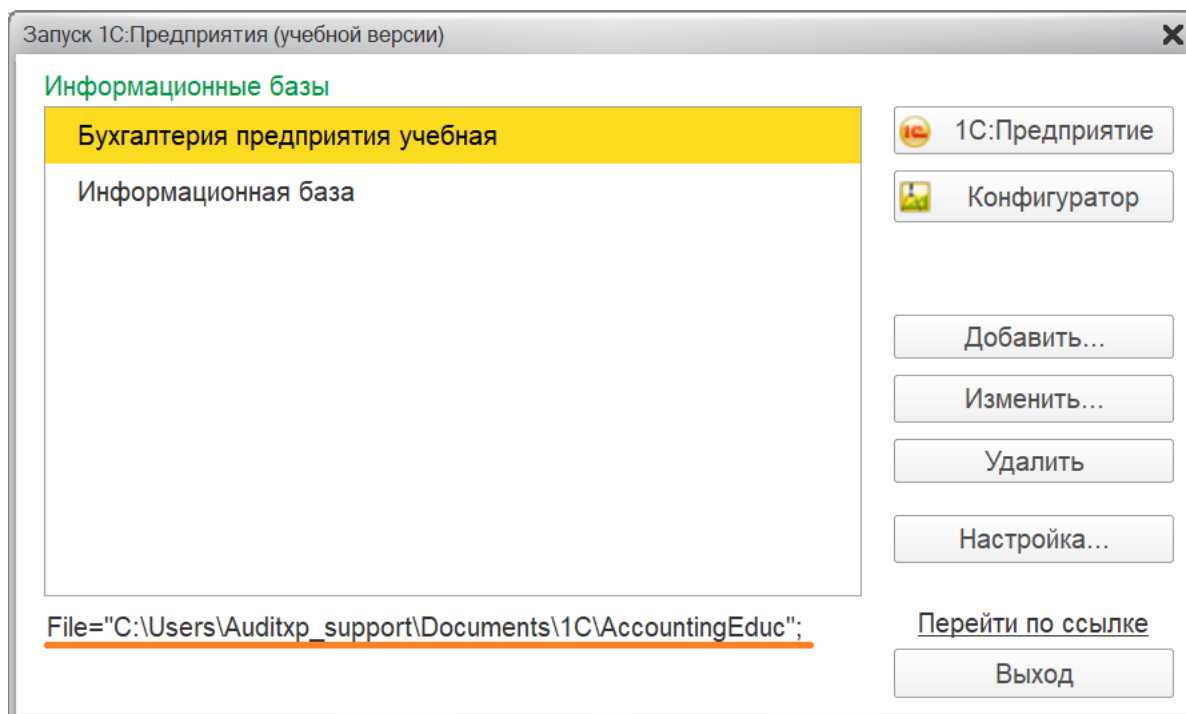 Запуск 1С:Предприятия (учебной версии)
Информационные базы
Бухгалтерия предприятия учебная
Информационная база
1С:Предприятие
Конфигуратор
Добавить...
Изменить...
Удалить
Настройка...
File="C:\Users\Auditxp_support\Documents\1C\AccountingEduc";
Перейти по ссылке
Выход